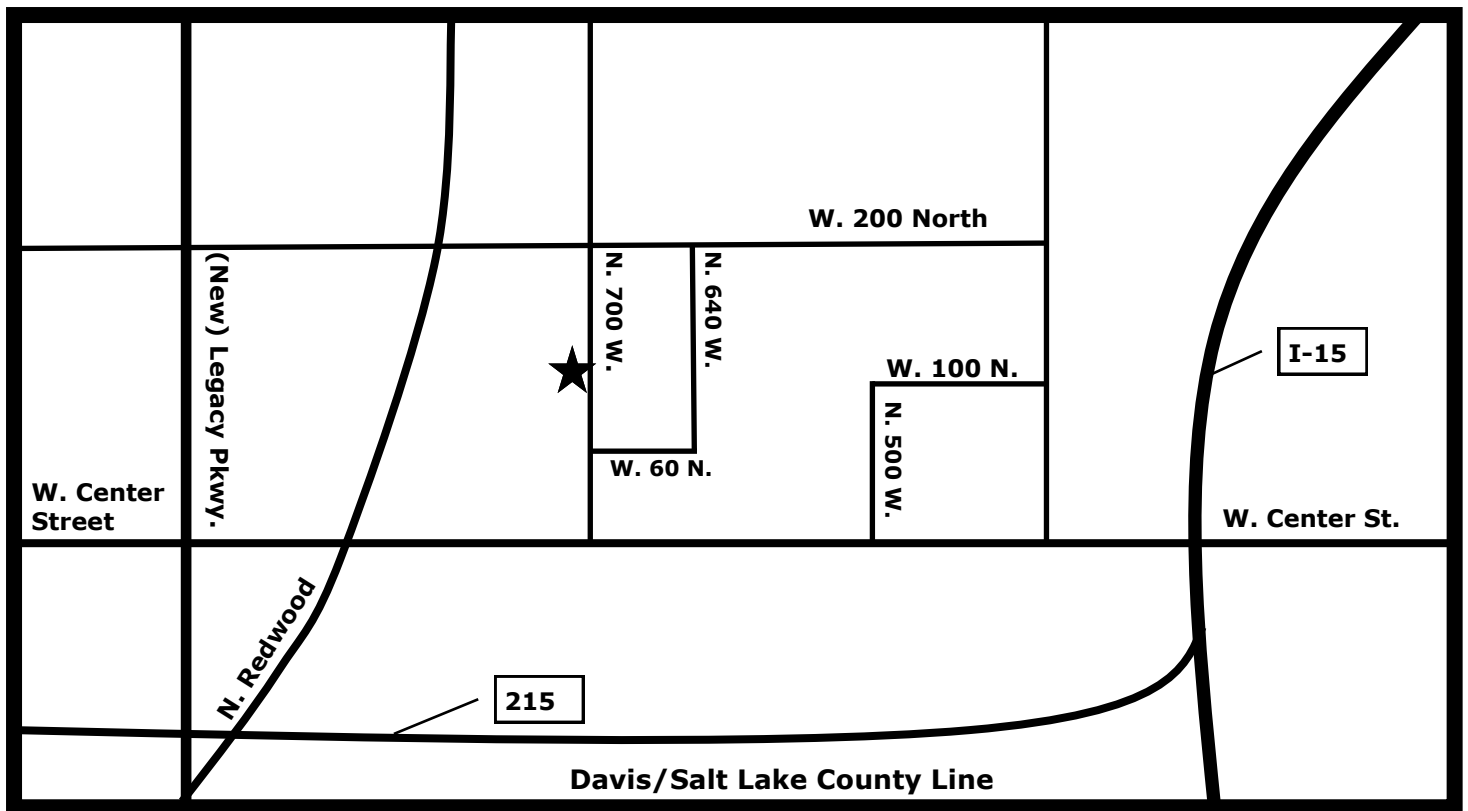 W. 200 North
(New) Legacy Pkwy.
N. 700 W.
N. 640 W.
I-15
W. 100 N.
N. 500 W.
W. 60 N.
W. Center
Street
W. Center St.
N. Redwood
215
Davis/Salt Lake County Line